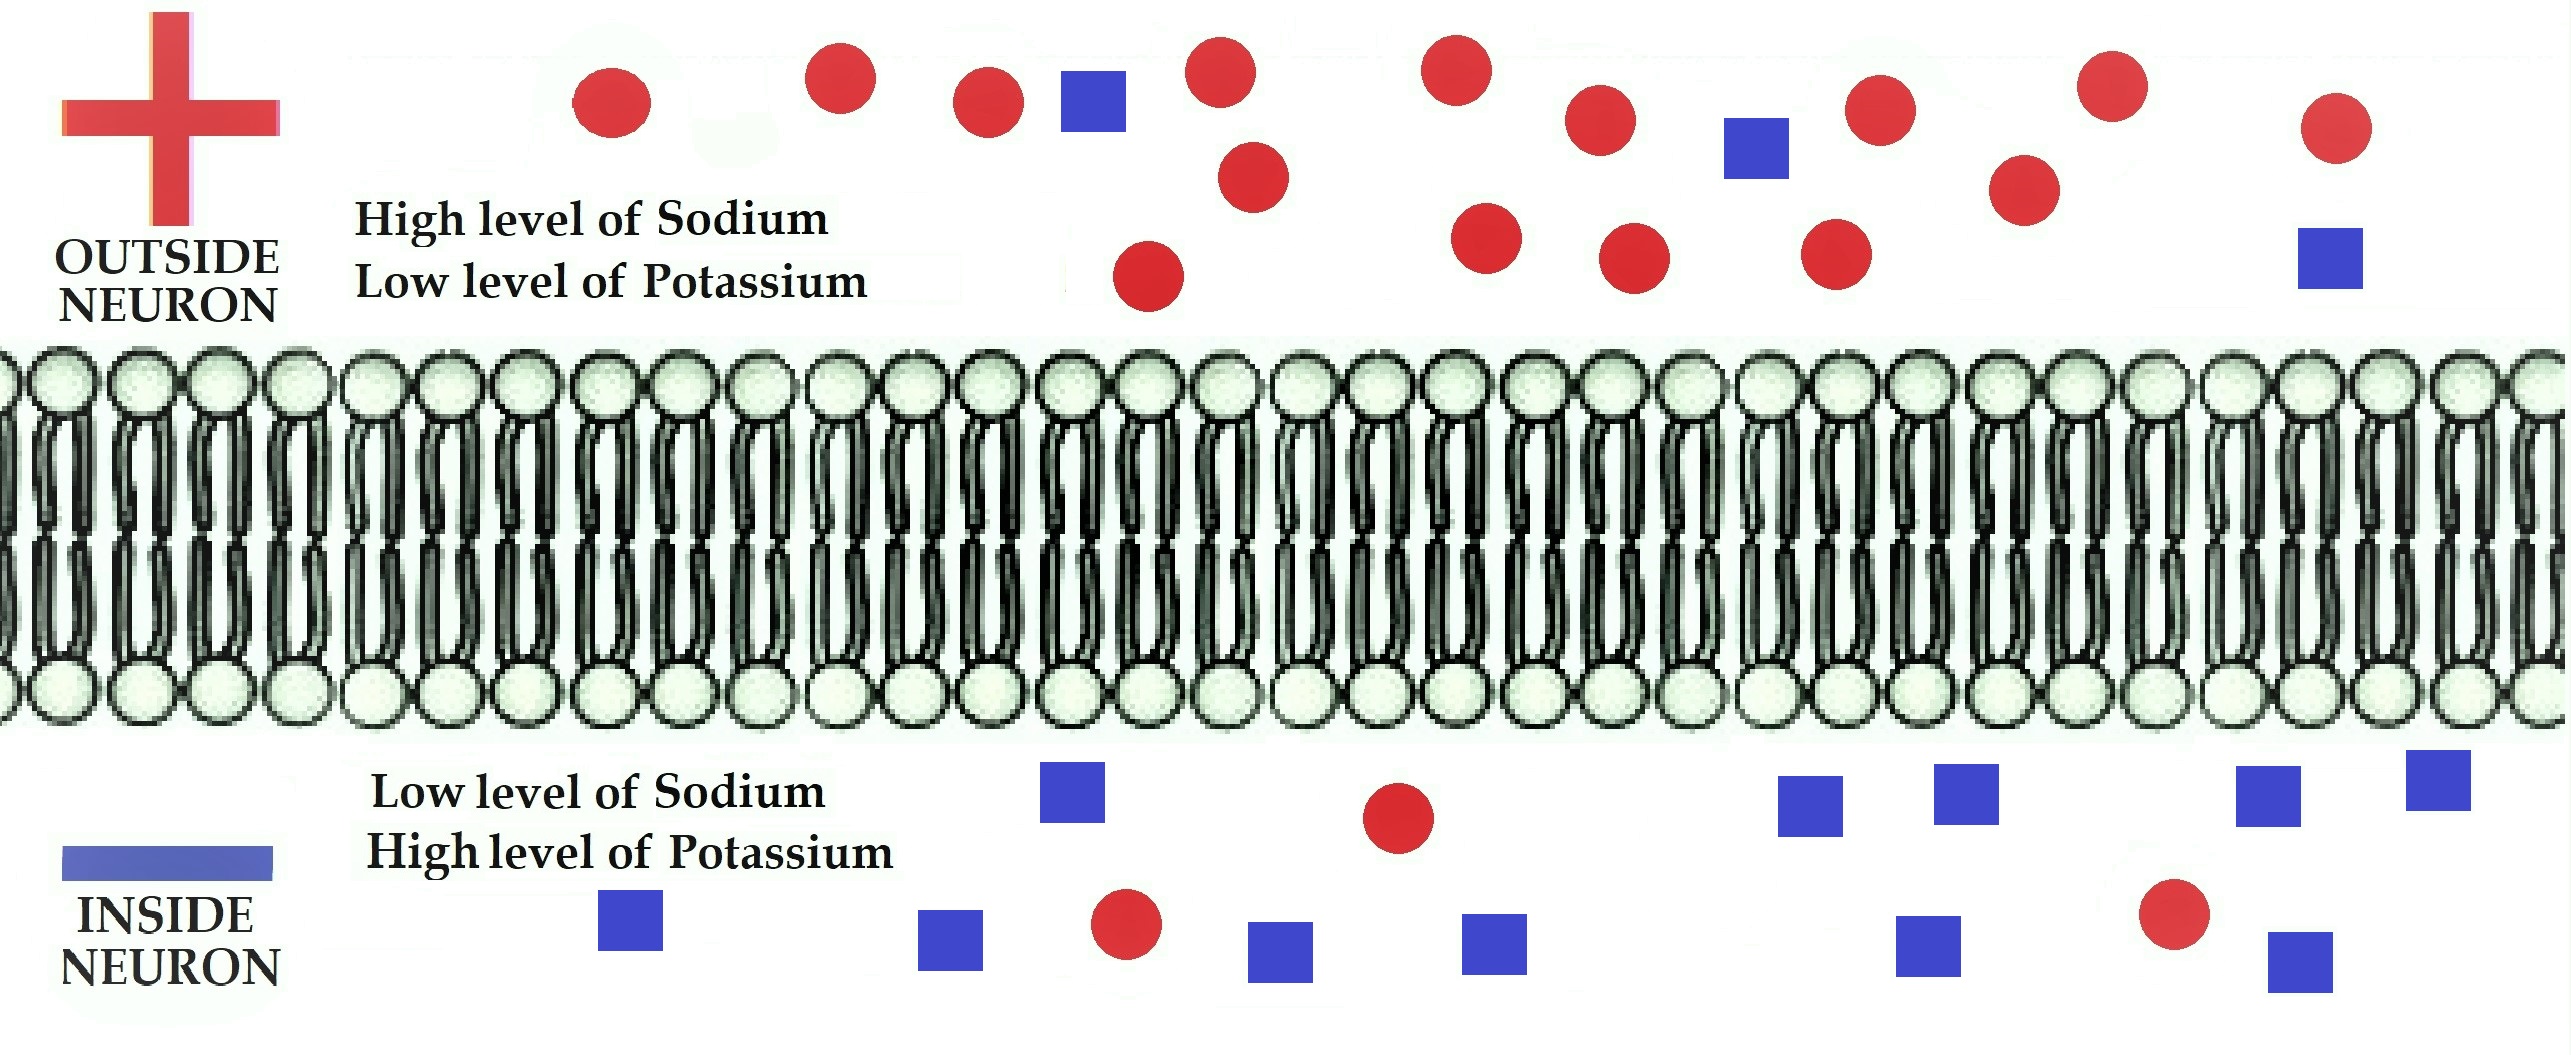 OUTSIDE
NEURON
High level of Sodium
Low level of Potassium
Low level of Sodium
High level of Potassium
INSIDE
NEURON